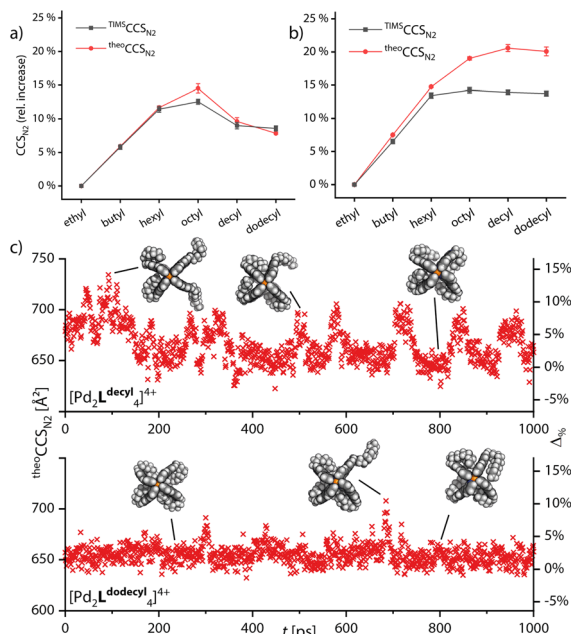 a)
TIMSCCSN2
theoCCSN2
25 %
20 %
15 %
10 %
5 %
0 %
CCSN2 (rel. increase)
ethyl
butyl
hexyl
octyl
decyl
dodecyl
b)
TIMSCCSN2
theoCCSN2
25 %
20 %
15 %
10 %
5 %
0 %
ethyl
butyl
hexyl
octyl
decyl
dodecyl
c)
750
700
650
15%
10%
5%
0%
[Pd2Ldecyl4]4+
0
200
400
600
800
1000
theoCCSN2 [Å²]
Δ%
700
650
600
15%
10%
5%
0%
[Pd2Ldodecyl4]4+
0
200
400
600
800
1000
t [ps]